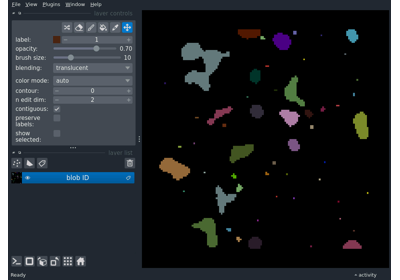 File View Plugins Window Help
layer controls
label: 1
opacity: 0.70
brush size: 10
blending: translucent
color mode: auto
contour: 0
n edit dim: 2
contiguous:
preserve
labels:
show
selected:
layer list
blob ID
Ready
activity